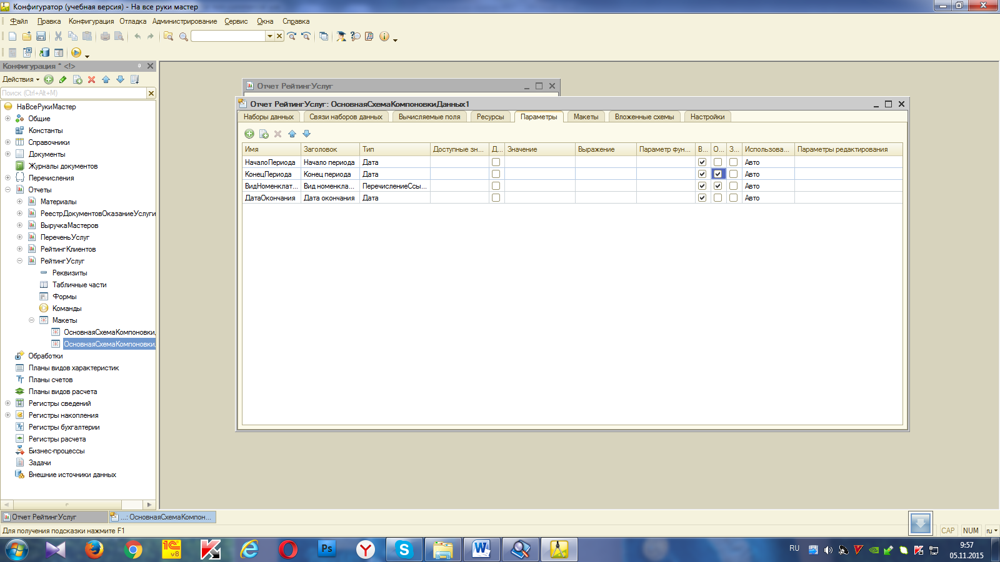 Конфигуратор (учебная версия) - На все руки мастер
Файл Правка Конфигурация Отладка Администрирование Сервис Окна Справка
Конфигурация * <!>
Действия
Поиск (Ctrl+Alt+M)
НаВсеРукиМастер
Общие
Константы
Справочники
Документы
Журналы документов
Перечисления
Отчеты
Материалы
РеестрДокументовОказаниеУслуги
ВыручкаМастеров
ПереченьУслуг
РейтингКлиентов
РейтингУслуг
Реквизиты
Табличные части
Формы
Команды
Макеты
ОсновнаяСхемаКомпоновки
ОсновнаяСхемаКомпоновки
Обработки
Планы видов характеристик
Планы счетов
Планы видов расчета
Регистры сведений
Регистры накопления
Регистры бухгалтерии
Регистры расчета
Бизнес-процессы
Задачи
Внешние источники данных
Отчет РейтингУслуг
Отчет РейтингУслуг: ОсновнаяСхемаКомпоновкиДанных1
Наборы данных Связи наборов данных Вычисляемые поля Ресурсы Параметры Макеты Вложенные схемы Настройки
Имя Заголовок Тип Доступные зн... Д... Значение Выражение Параметр фун... В... О... З... Использова... Параметры редактирования
НачалоПериода Начало периода Дата Авто
КонецПериода Конец периода Дата Авто
ВидНоменклат... Вид номенкла... ПеречислениеСсы... Авто
ДатаОкончания Дата окончания Дата Авто
Отчет РейтингУслуг ...: ОсновнаяСхемаКомпон...
Для получения подсказки нажмите F1 CAP NUM ru
1С v8 Ps RU 9:57
05.11.2015